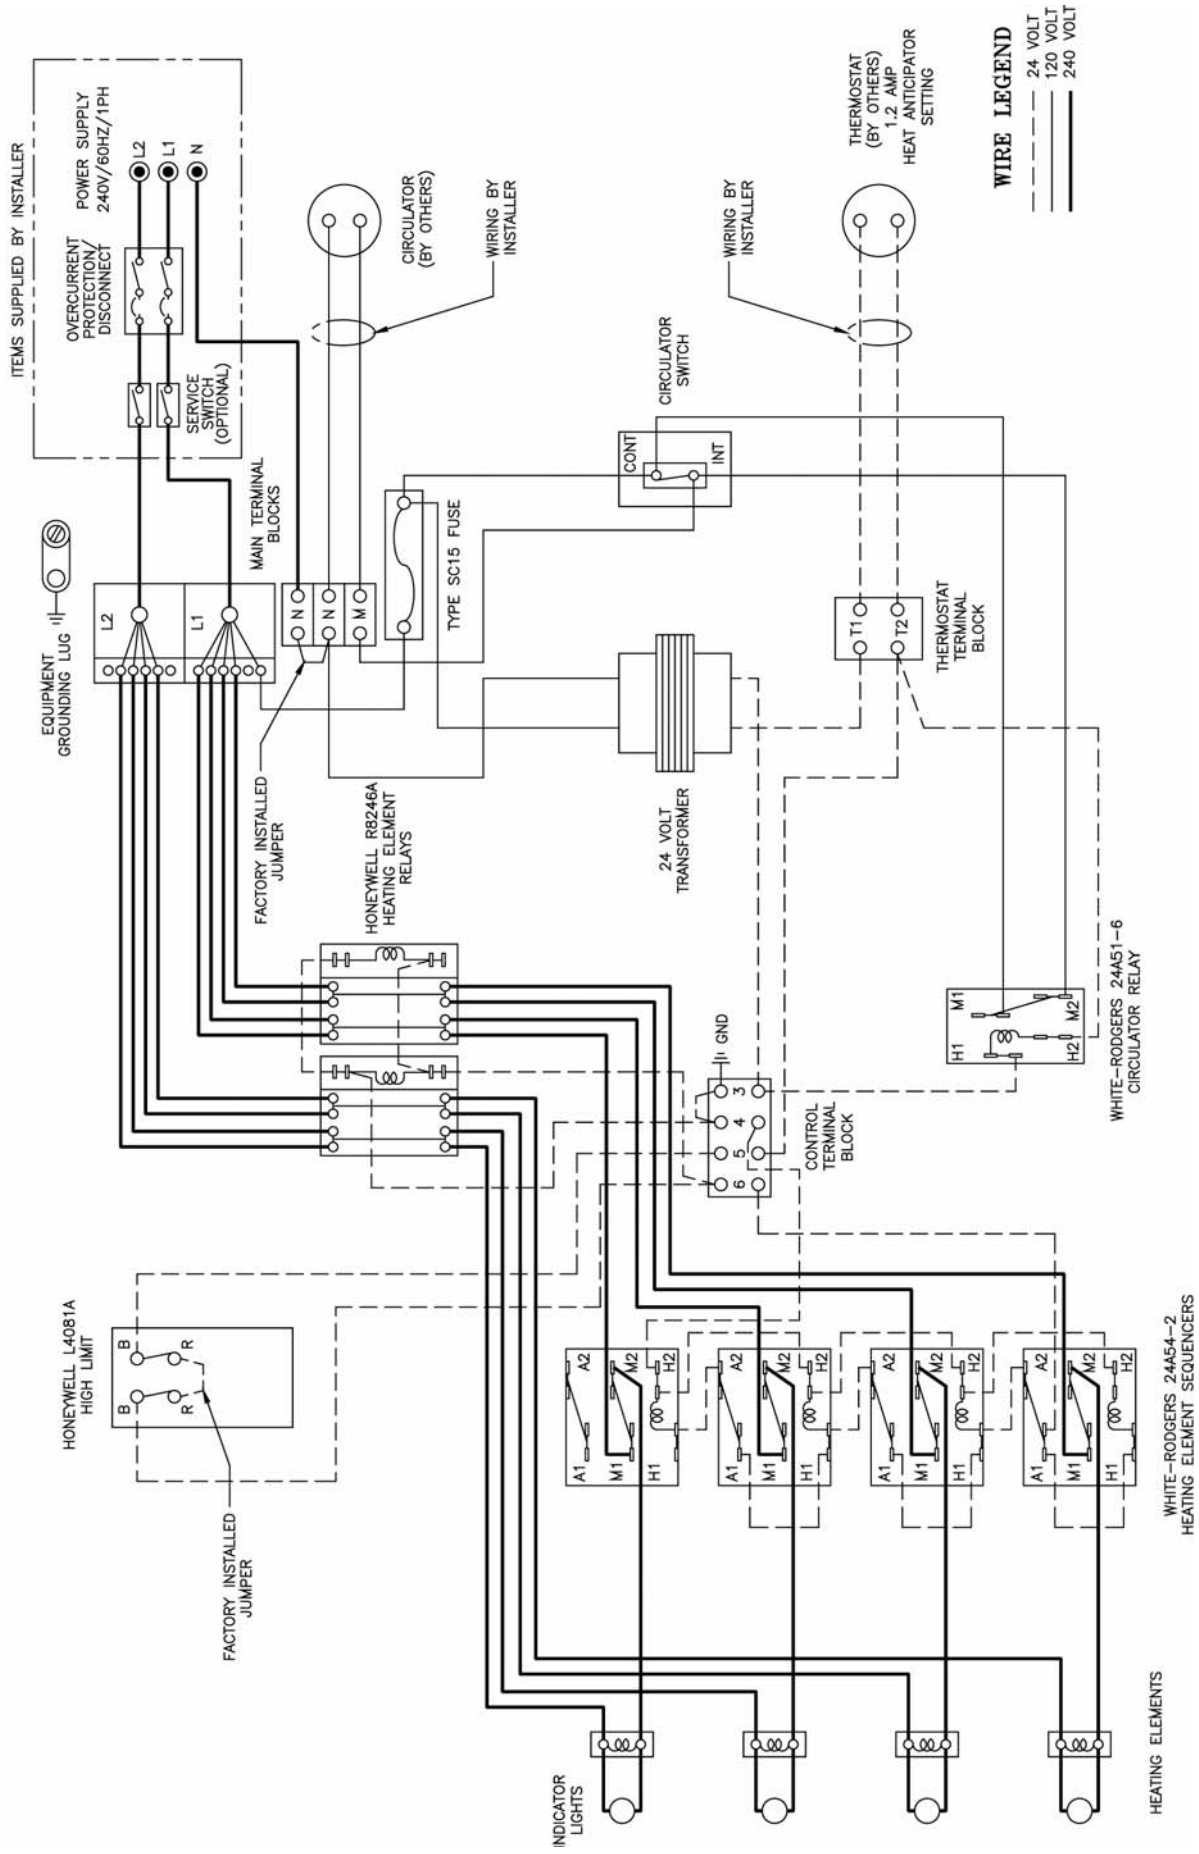 ITEMS SUPPLIED BY INSTALLER
POWER SUPPLY
240V/60HZ/1PH
L2
L1
N
OVERCURRENT
PROTECTION/
DISCONNECT
SERVICE
SWITCH
(OPTIONAL)
EQUIPMENT
GROUNDING LUG
MAIN TERMINAL
BLOCKS
L2
L1
N
N
M
FACTORY INSTALLED
JUMPER
TYPE SC15 FUSE
CIRCULATOR
(BY OTHERS)
WIRING BY
INSTALLER
CIRCULATOR
SWITCH
CONT
INT
WIRING BY
INSTALLER
THERMOSTAT
(BY OTHERS)
1.2 AMP
HEAT ANTICIPATOR
SETTING
WIRE LEGEND
24 VOLT
120 VOLT
240 VOLT
T1
T2
THERMOSTAT
TERMINAL
BLOCK
24 VOLT
TRANSFORMER
HONEYWELL R8246A
HEATING ELEMENT
RELAYS
GND
3
4
5
6
CONTROL
TERMINAL
BLOCK
H1
M1
H2
M2
WHITE-RODGERS 24A51-6
CIRCULATOR RELAY
HONEYWELL L4081A
HIGH LIMIT
B
R
B
R
FACTORY INSTALLED
JUMPER
A1
A2
M1
M2
H1
H2
A1
A2
M1
M2
H1
H2
A1
A2
M1
M2
H1
H2
A1
A2
M1
M2
H1
H2
WHITE-RODGERS 24A54-2
HEATING ELEMENT SEQUENCERS
INDICATOR
LIGHTS
HEATING ELEMENTS